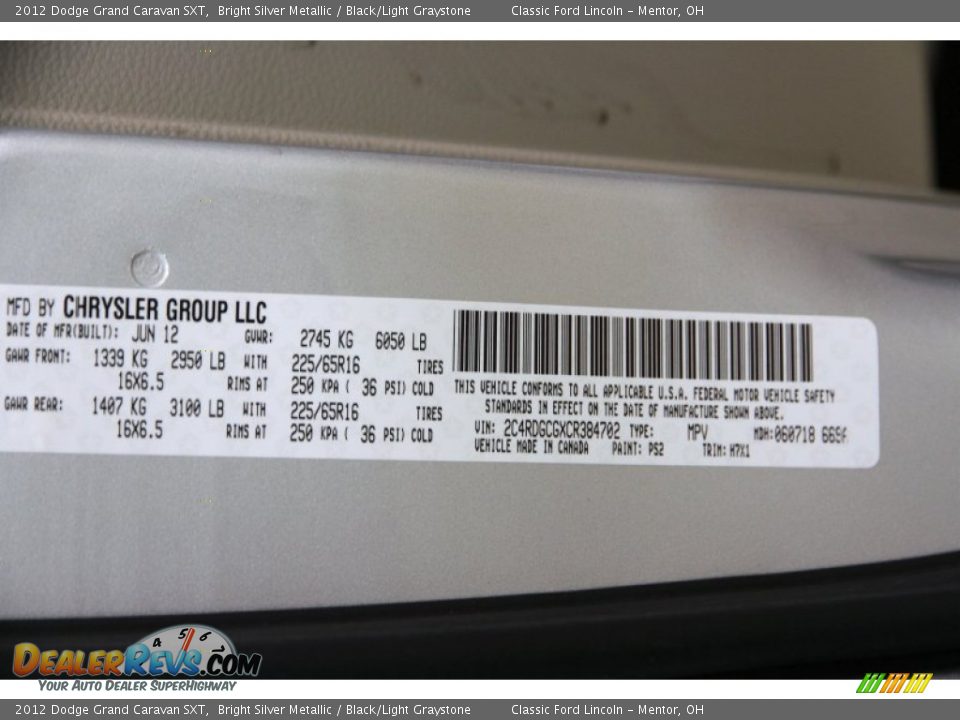 2012 Dodge Grand Caravan SXT, Bright Silver Metallic / Black/Light Graystone Classic Ford Lincoln - Mentor, OH
MFD BY CHRYSLER GROUP LLC
DATE OF MFR(BUILT): JUN 12 GVWR: 2745 KG 6050 LB
GAWR FRONT: 1339 KG 2950 LB WITH 225/65R16 TIRES
16X6.5 RIMS AT 250 KPA ( 36 PSI) COLD
GAWR REAR: 1407 KG 3100 LB WITH 225/65R16 TIRES
16X6.5 RIMS AT 250 KPA ( 36 PSI) COLD
THIS VEHICLE CONFORMS TO ALL APPLICABLE U.S.A. FEDERAL MOTOR VEHICLE SAFETY
STANDARDS IN EFFECT ON THE DATE OF MANUFACTURE SHOWN ABOVE.
VIN: 2C4RDGCGXCR384702 TYPE: MPV MDH: 060718
VEHICLE MADE IN CANADA PAINT: PS2 TRIM: H7X1
4 5 6
DEALERREVS.COM
YOUR AUTO DEALER SUPERHIGHWAY
2012 Dodge Grand Caravan SXT, Bright Silver Metallic / Black/Light Graystone Classic Ford Lincoln - Mentor, OH